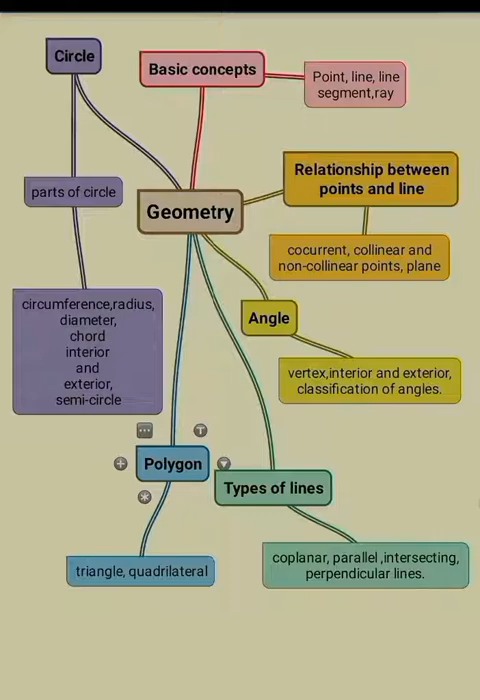 Circle
Basic concepts
Point, line, line
segment,ray
Relationship between
points and line
parts of circle
Geometry
cocurrent, collinear and
non-collinear points, plane
circumference,radius,
diameter,
chord
interior
and
exterior,
semi-circle
Angle
vertex,interior and exterior,
classification of angles.
Polygon
Types of lines
triangle, quadrilateral
coplanar, parallel ,intersecting,
perpendicular lines.